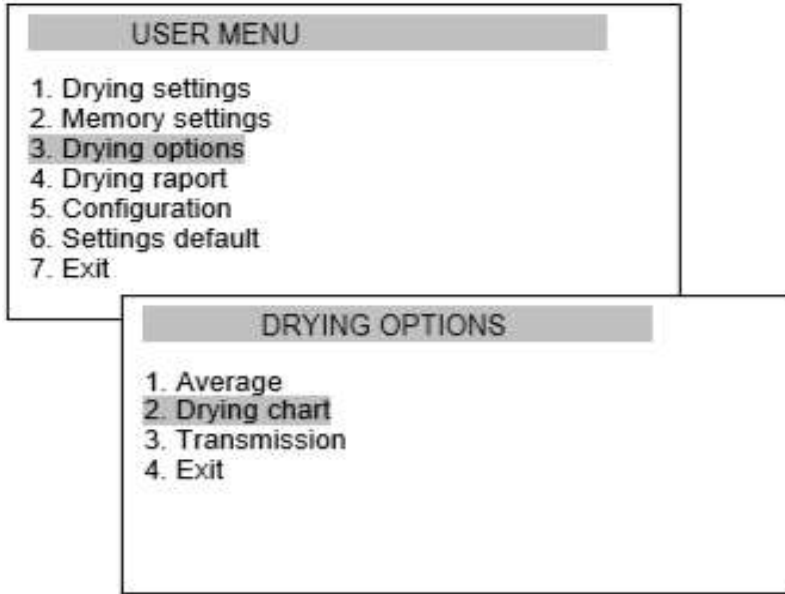 USER MENU
1. Drying settings
2. Memory settings
3. Drying options
4. Drying raport
5. Configuration
6. Settings default
7. Exit
DRYING OPTIONS
1. Average
2. Drying chart
3. Transmission
4. Exit